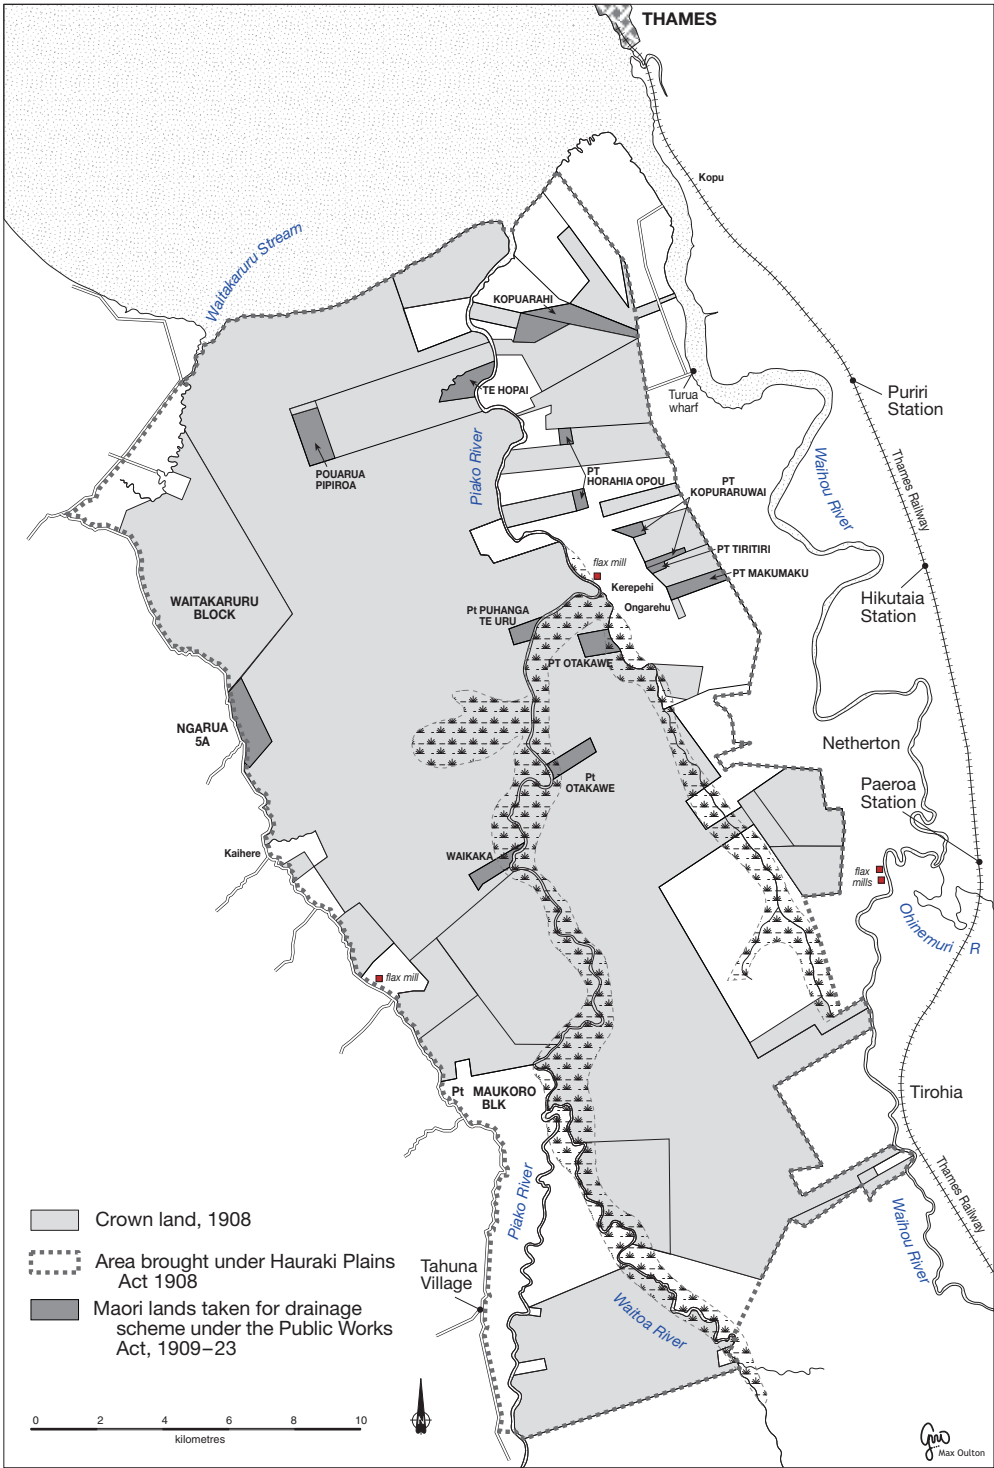 THAMES
Kopu
Waitakaruru Stream
KOPUARAHI
Puriri
Station
Turua
wharf
TE HOPAI
Piako River
POUARUA
PIPIROA
PT
HORAHIA OPOU
PT
KOPURARUWAI
Waihou River
Thames Railway
PT TIRITIRI
PT MAKUMAKU
flax mill
Kerepehi
Ongarehu
Hikutaia
Station
WAITAKARURU
BLOCK
Pt PUHANGA
TE URU
PT OTAKAWE
NGARUA
5A
Netherton
Pt
OTAKAWE
Paeroa
Station
Kaihere
WAIKAKA
flax
mills
Ohinemuri R
flax mill
Pt MAUKORO
BLK
Tirohia
Thames Railway
Piako River
Waihou River
Crown land, 1908
Area brought under Hauraki Plains
Act 1908
Maori lands taken for drainage
scheme under the Public Works
Act, 1909–23
Tahuna
Village
Waitoa River
0 2 4 6 8 10
kilometres
Max Oulton